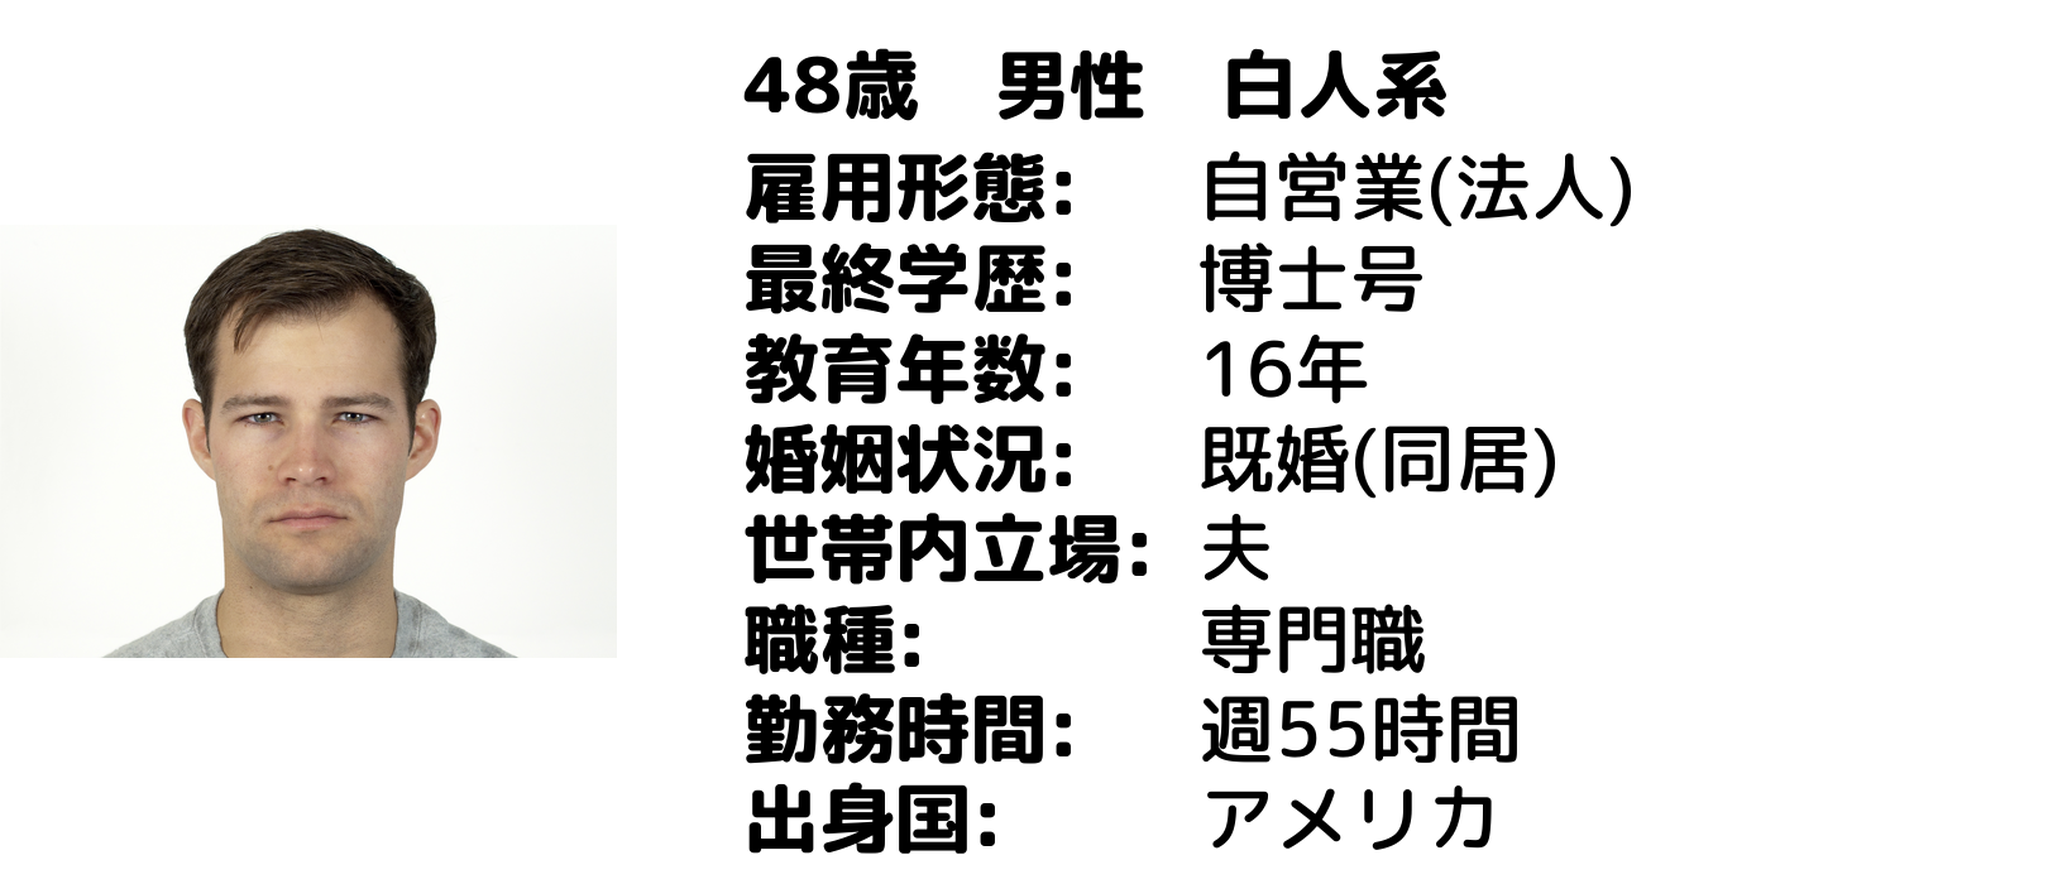 48歳　男性　白人系
雇用形態: 自営業(法人)
最終学歴: 博士号
教育年数: 16年
婚姻状況: 既婚(同居)
世帯内立場: 夫
職種: 専門職
勤務時間: 週55時間
出身国: アメリカ